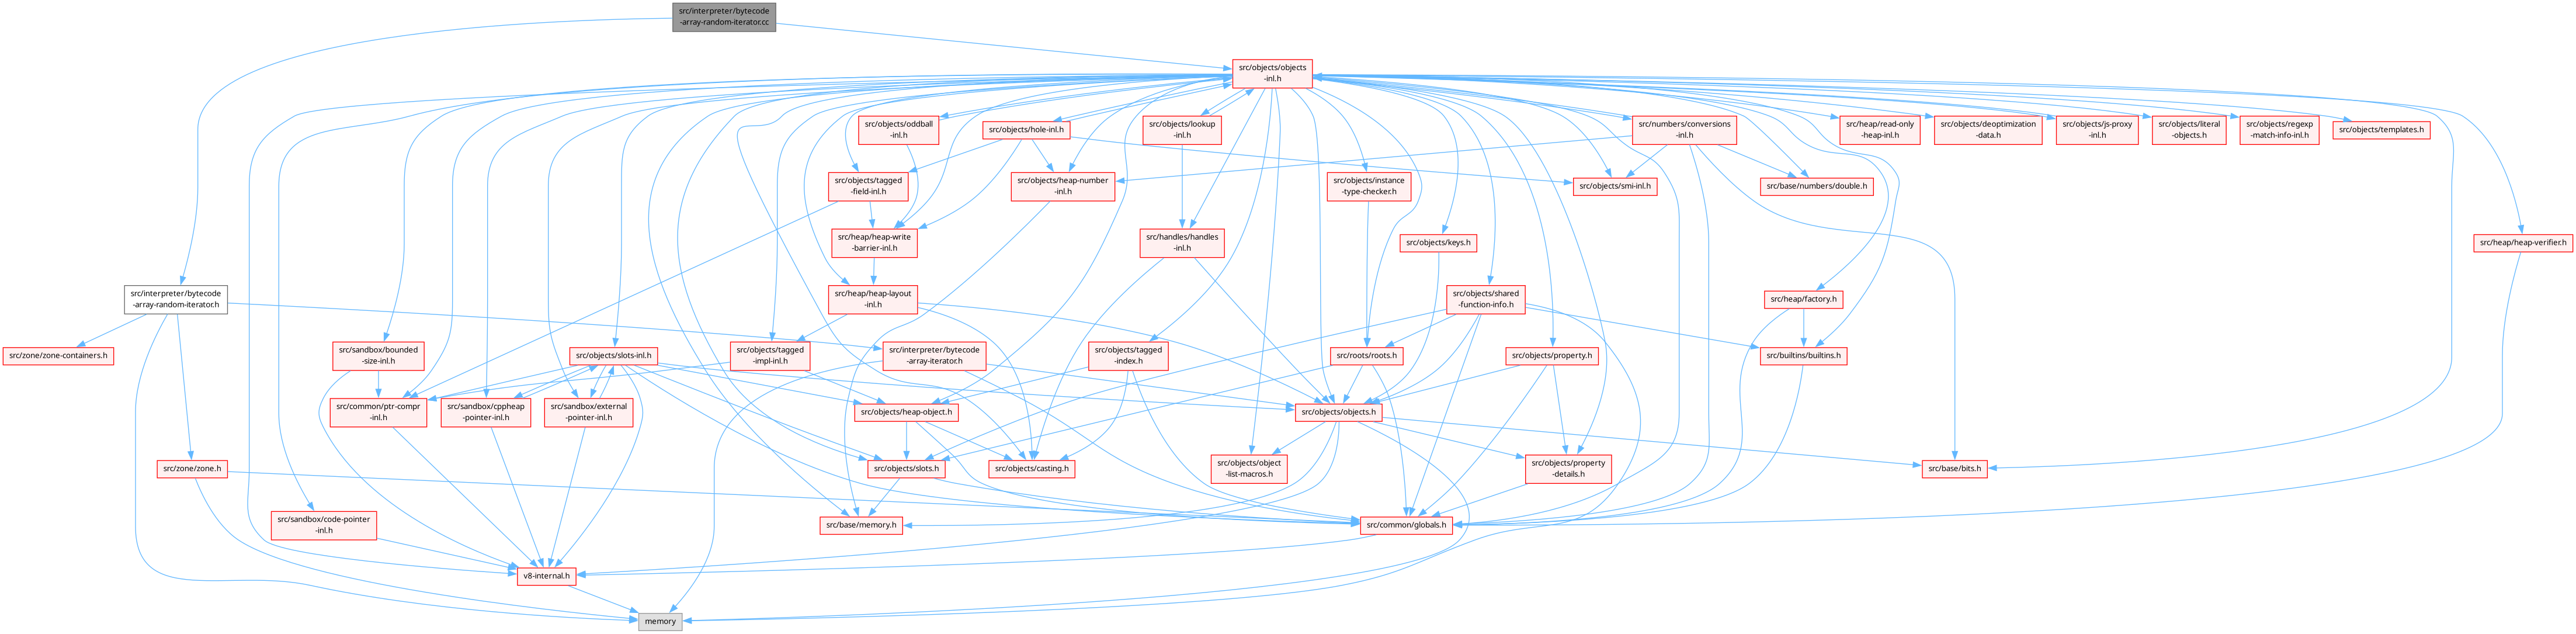 src/interpreter/bytecode
-array-random-iterator.cc
src/objects/objects
-inl.h
src/objects/oddball
-inl.h
src/objects/hole-inl.h
src/objects/lookup
-inl.h
src/numbers/conversions
-inl.h
src/heap/read-only
-heap-inl.h
src/objects/deoptimization
-data.h
src/objects/js-proxy
-inl.h
src/objects/literal
-objects.h
src/objects/regexp
-match-info-inl.h
src/objects/templates.h
src/objects/tagged
-field-inl.h
src/objects/heap-number
-inl.h
src/objects/instance
-type-checker.h
src/objects/smi-inl.h
src/base/numbers/double.h
src/heap/heap-write
-barrier-inl.h
src/handles/handles
-inl.h
src/objects/keys.h
src/heap/heap-verifier.h
src/interpreter/bytecode
-array-random-iterator.h
src/heap/heap-layout
-inl.h
src/objects/shared
-function-info.h
src/heap/factory.h
src/zone/zone-containers.h
src/sandbox/bounded
-size-inl.h
src/objects/slots-inl.h
src/objects/tagged
-impl-inl.h
src/interpreter/bytecode
-array-iterator.h
src/objects/tagged
-index.h
src/roots/roots.h
src/objects/property.h
src/builtins/builtins.h
src/common/ptr-compr
-inl.h
src/sandbox/cppheap
-pointer-inl.h
src/sandbox/external
-pointer-inl.h
src/objects/heap-object.h
src/objects/objects.h
src/zone/zone.h
src/objects/slots.h
src/objects/casting.h
src/objects/object
-list-macros.h
src/objects/property
-details.h
src/base/bits.h
src/sandbox/code-pointer
-inl.h
src/base/memory.h
src/common/globals.h
v8-internal.h
memory